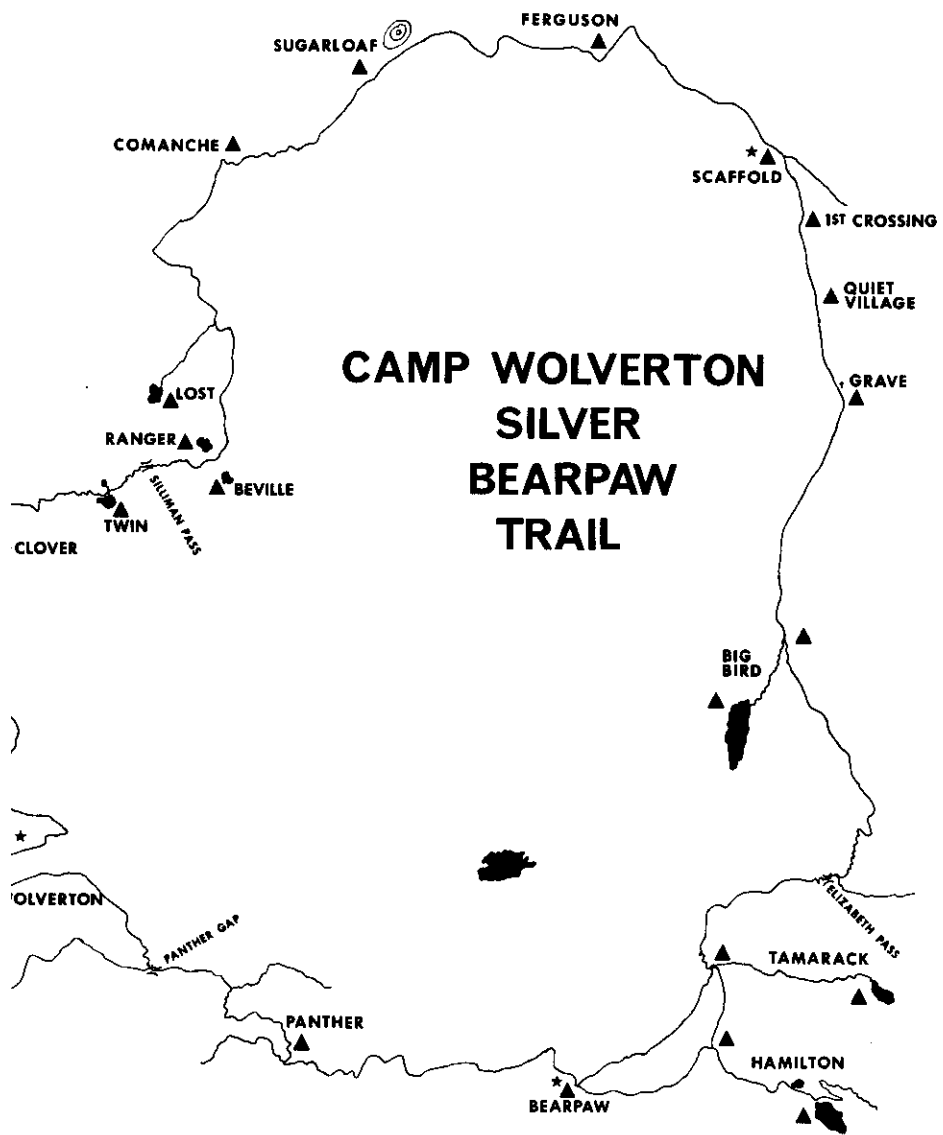 FERGUSON
SUGARLOAF
COMANCHE
SCAFFOLD
1ST CROSSING
QUIET
VILLAGE
CAMP WOLVERTON
SILVER
BEARPAW
TRAIL
GRAVE
LOST
RANGER
BEVILLE
SILLIMAN PASS
TWIN
CLOVER
BIG
BIRD
OLVERTON
PANTHER GAP
ELIZABETH PASS
TAMARACK
PANTHER
HAMILTON
BEARPAW